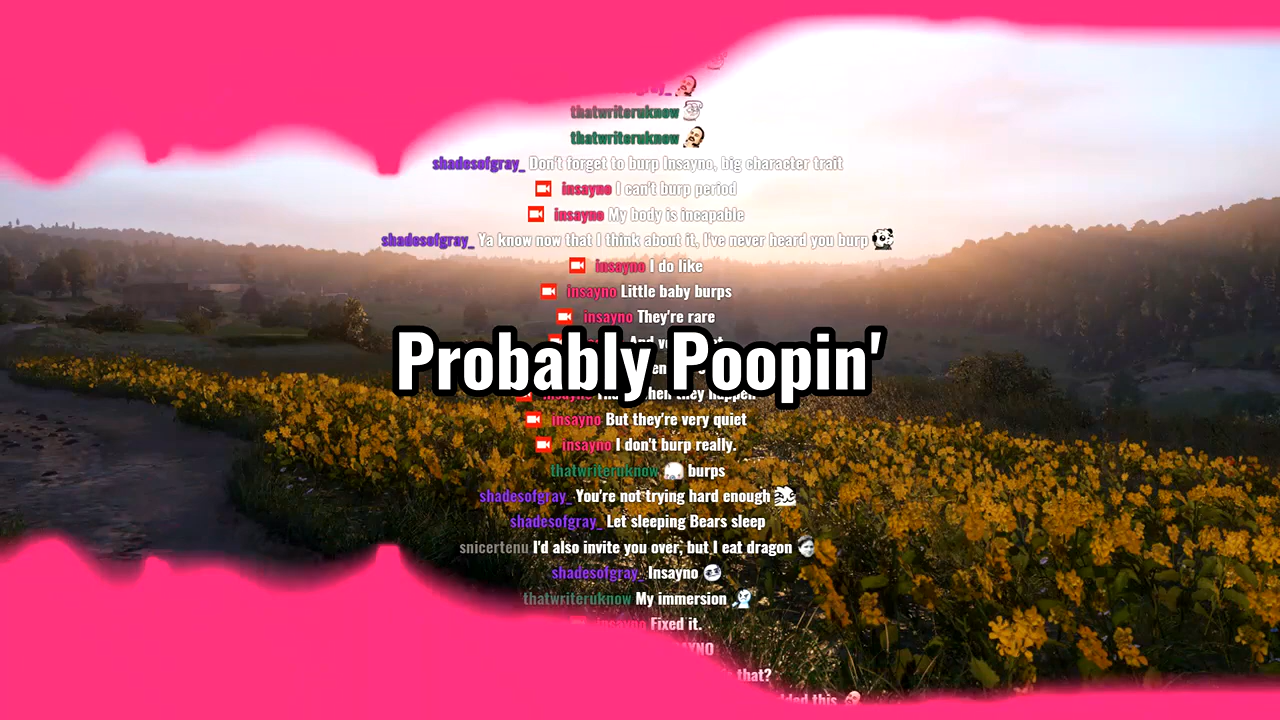 thatwriteruknow
thatwriteruknow
shadesofgray_ Don't forget to burp Insayno, big character trait
insayno I can't burp period
insayno My body is incapable
shadesofgray_ Ya know now that I think about it, I've never heard you burp
insayno I do like
insayno Little baby burps
insayno They're rare
Probably Poopin'
insayno But they're very quiet
insayno I don't burp really.
thatwriteruknow burps
shadesofgray_ You're not trying hard enough
shadesofgray_ Let sleeping Bears sleep
snicertenu I'd also invite you over, but I eat dragon
shadesofgray_ Insayno
thatwriteruknow My immersion
insayno Fixed it.
that?
this